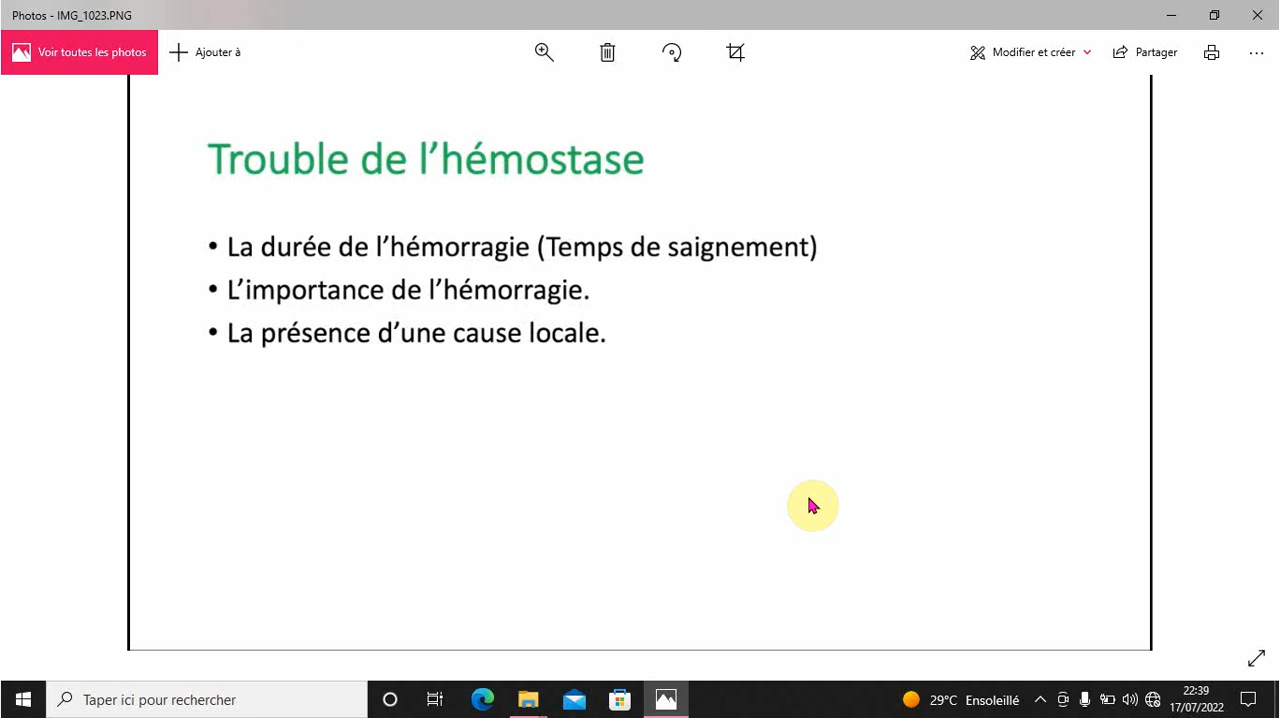 Photos - IMG_1023.PNG
Voir toutes les photos
Ajouter à
Modifier et créer
Partager
Trouble de l’hémostase
• La durée de l’hémorragie (Temps de saignement)
• L’importance de l’hémorragie.
• La présence d’une cause locale.
Taper ici pour rechercher
29°C Ensoleillé
22:39
17/07/2022